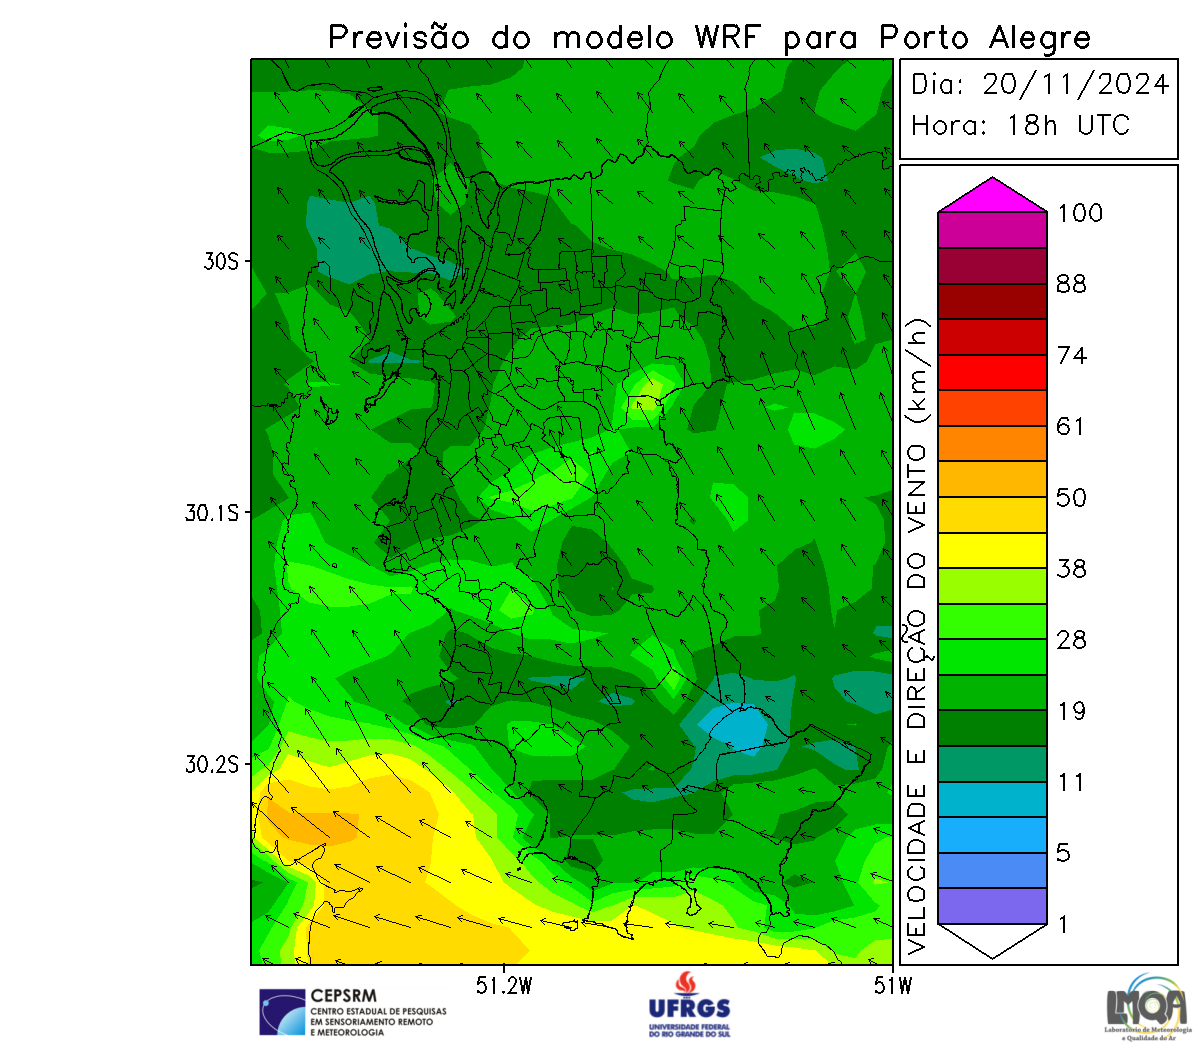 Previsão do modelo WRF para Porto Alegre
Dia: 20/11/2024
Hora: 18h UTC
100
88
74
61
50
38
28
19
11
5
1
VELOCIDADE E DIREÇÃO DO VENTO (km/h)
30S
30.1S
30.2S
51.2W
51W
CEPSRM
CENTRO ESTADUAL DE PESQUISAS
EM SENSORIAMENTO REMOTO
E METEOROLOGIA
UFRGS
UNIVERSIDADE FEDERAL
DO RIO GRANDE DO SUL
LMQA
Laboratório de Meteorologia
e Qualidade do Ar